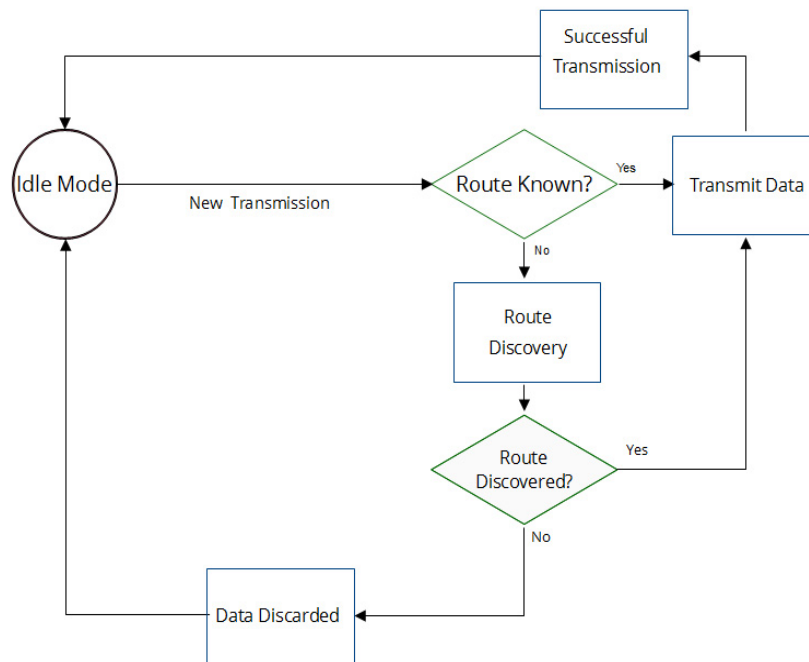 Successful
Transmission
Idle Mode
New Transmission
Route Known?
Yes
Transmit Data
No
Route
Discovery
Route
Discovered?
Yes
No
Data Discarded